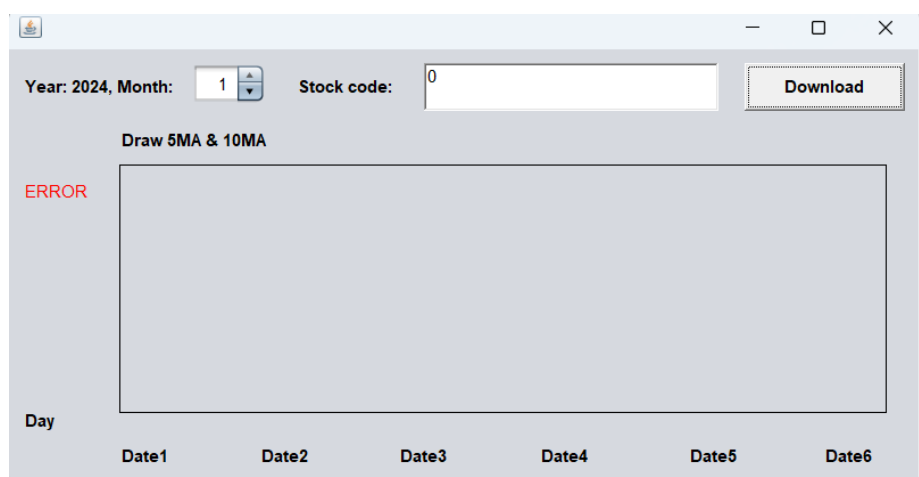 Year: 2024, Month: 1 Stock code: 0 Download
Draw 5MA & 10MA
ERROR
Day
Date1 Date2 Date3 Date4 Date5 Date6